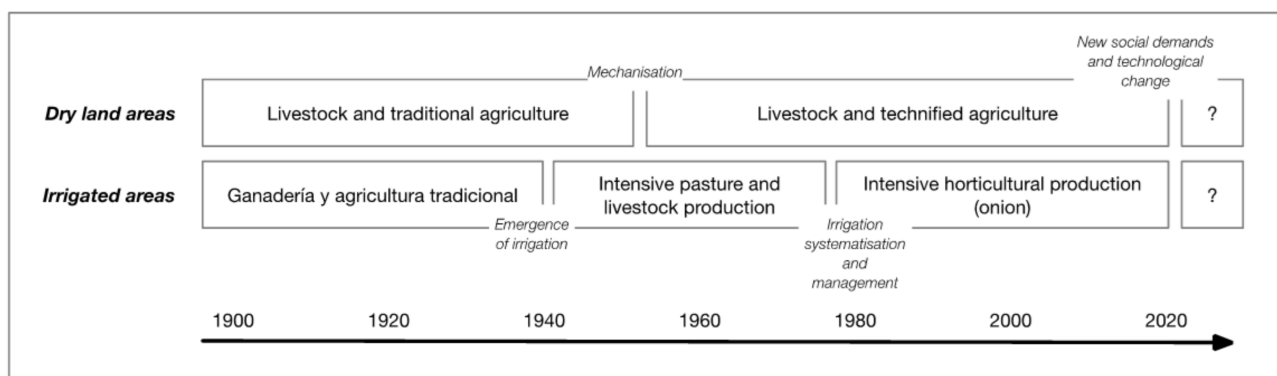 New social demands
and technological
change
Mechanisation
Dry land areas
Livestock and traditional agriculture
Livestock and technified agriculture
?
Irrigated areas
Ganadería y agricultura tradicional
Intensive pasture and
livestock production
Intensive horticultural production
(onion)
?
Emergence
of irrigation
Irrigation
systematisation
and
management
1900 1920 1940 1960 1980 2000 2020